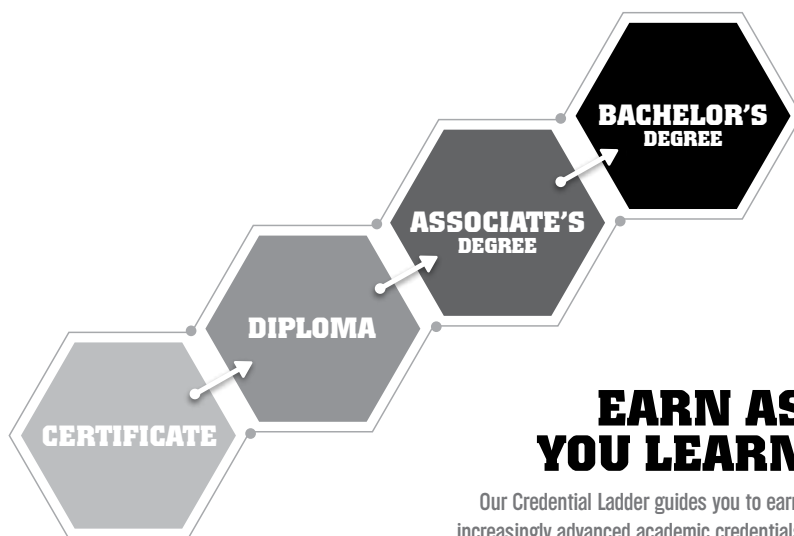 BACHELOR'S
DEGREE
ASSOCIATE'S
DEGREE
DIPLOMA
CERTIFICATE
EARN AS
YOU LEARN
Our Credential Ladder guides you to earn
increasingly advanced academic credentials